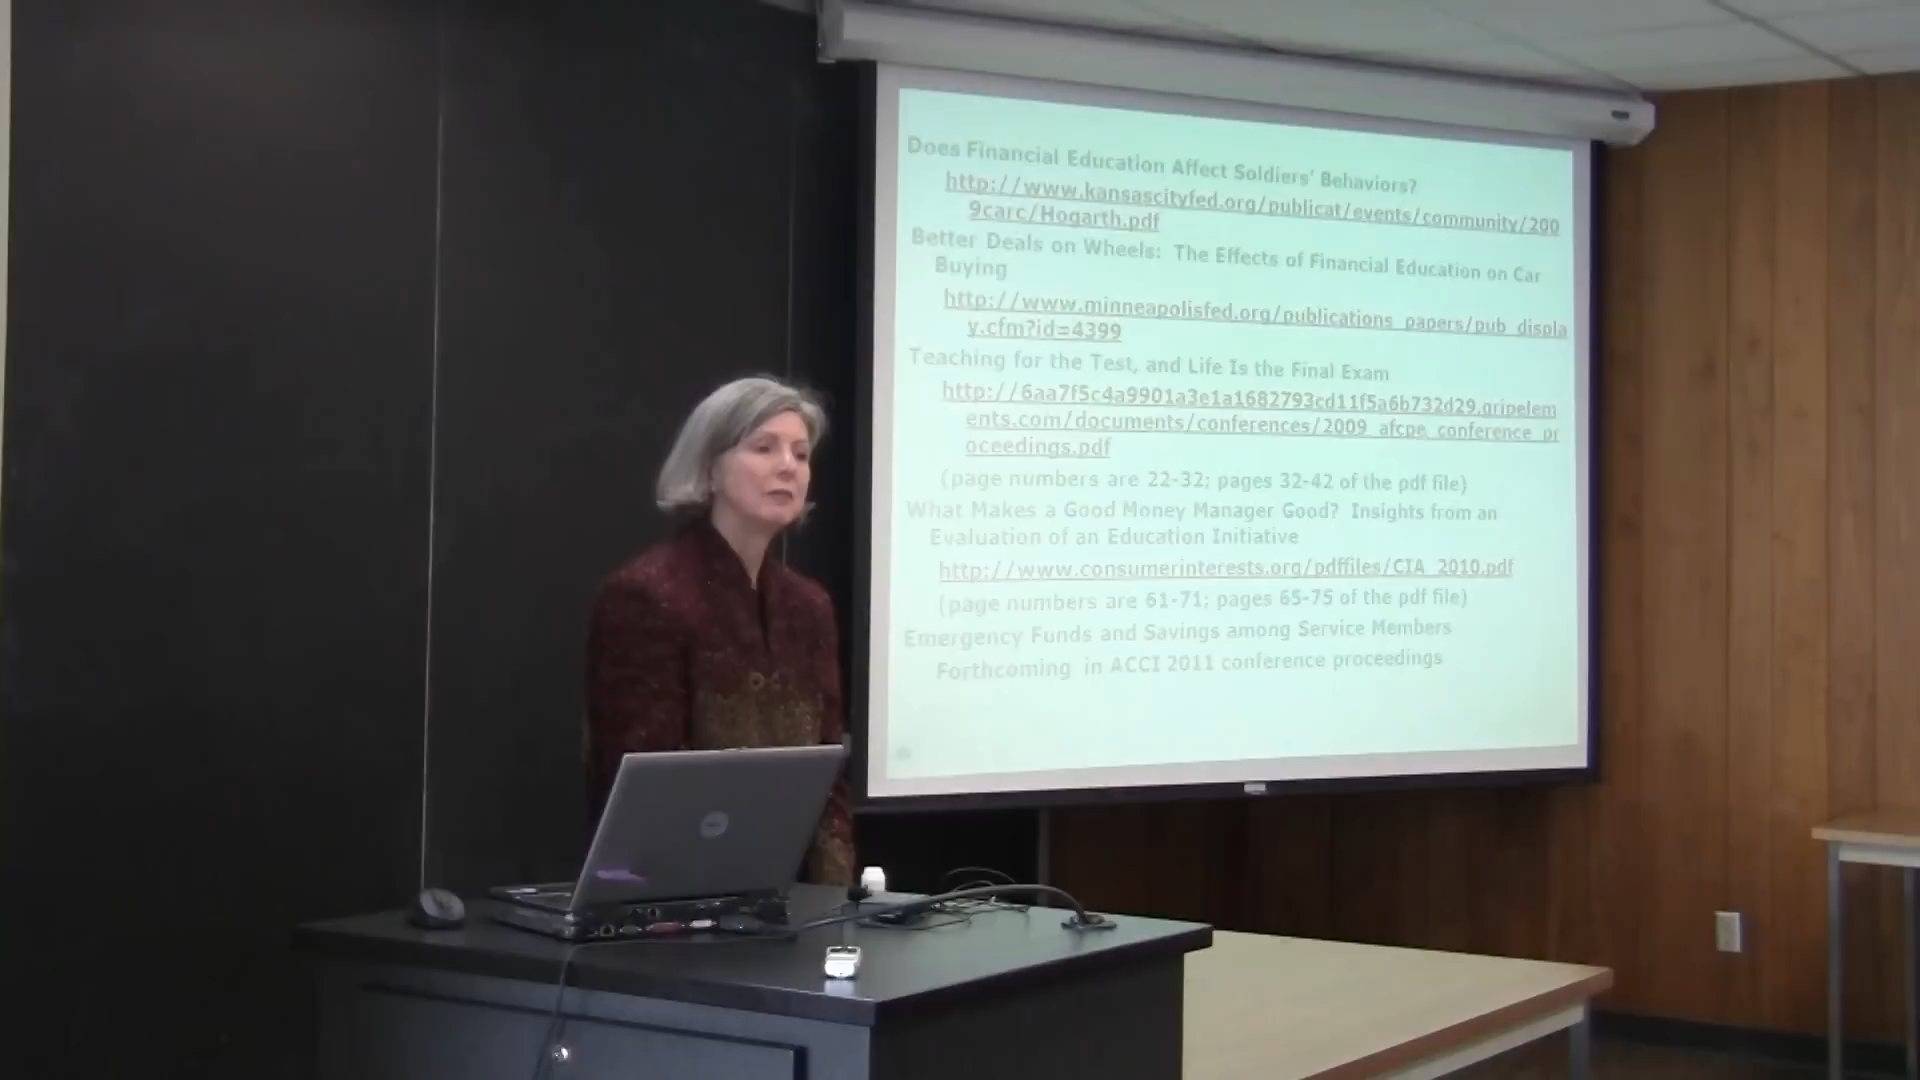 Does Financial Education Affect Soldiers' Behaviors?
http://www.kansascityfed.org/publicat/events/community/200
9carc/Hogarth.pdf
Better Deals on Wheels: The Effects of Financial Education on Car
Buying
http://www.minneapolisfed.org/publications_papers/pub_displa
y.cfm?id=4399
Teaching for the Test, and Life Is the Final Exam
http://6aa7f5c4a9901a3e1a1682793cd11f5a6b732d29.gripelem
ents.com/documents/conferences/2009_afcpe_conference_pr
oceedings.pdf
(page numbers are 22-32; pages 32-42 of the pdf file)
What Makes a Good Money Manager Good? Insights from an
Evaluation of an Education Initiative
http://www.consumerinterests.org/pdffiles/CIA_2010.pdf
(page numbers are 61-71; pages 65-75 of the pdf file)
Emergency Funds and Savings among Service Members
Forthcoming in ACCI 2011 conference proceedings